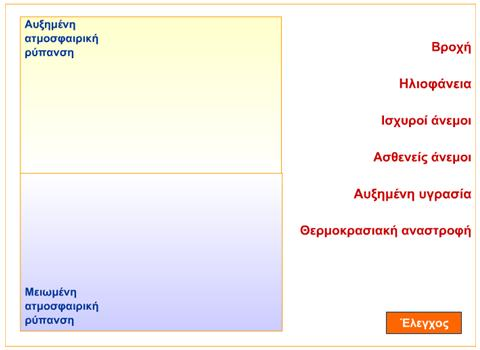 Αυξημένη
ατμοσφαιρική
ρύπανση
Βροχή
Ηλιοφάνεια
Ισχυροί άνεμοι
Ασθενείς άνεμοι
Αυξημένη υγρασία
Θερμοκρασιακή αναστροφή
Μειωμένη
ατμοσφαιρική
ρύπανση
Έλεγχος